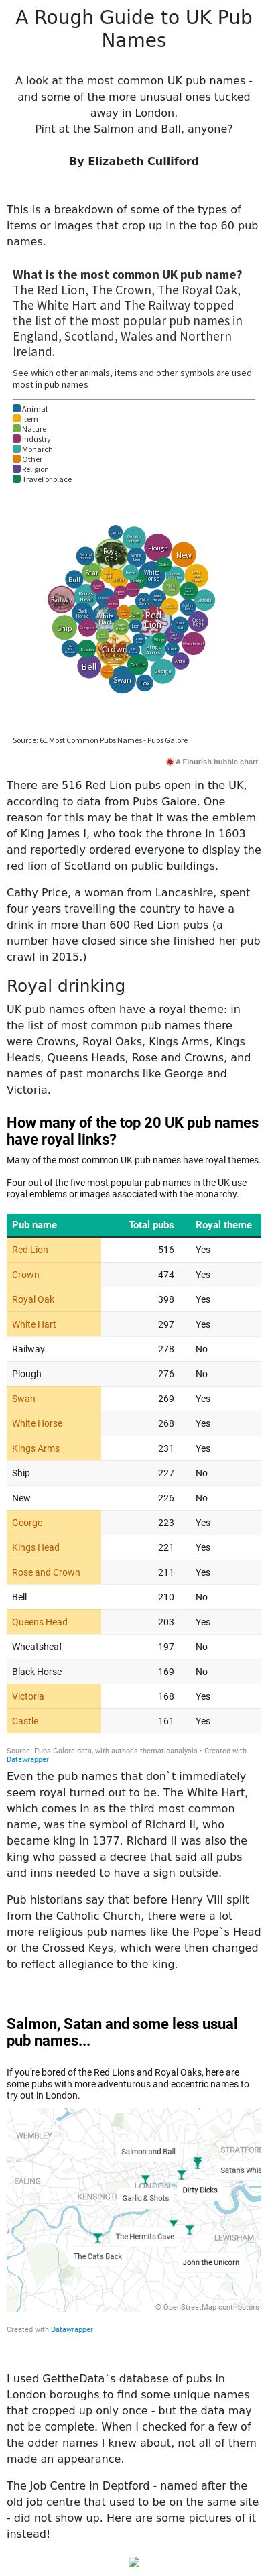 A Rough Guide to UK Pub
Names
A look at the most common UK pub names -
and some of the more unusual ones tucked
away in London.
Pint at the Salmon and Ball, anyone?
By Elizabeth Culliford
This is a breakdown of some of the types of
items or images that crop up in the top 60 pub
names.
What is the most common UK pub name?
The Red Lion, The Crown, The Royal Oak,
The White Hart and The Railway topped
the list of the most popular pub names in
England, Scotland, Wales and Northern
Ireland.
See which other animals, items and other symbols are used
most in pub names
Animal
Item
Nature
Industry
Monarch
Other
Religion
Travel or place
Royal
Oak
Plough
New
Star
Bull
White
Horse
Railway
Kings
Head
Victoria
White
Hart
Red
Lion
Ship
Cross
Keys
Kings
Arms
Crown
Bell
Castle
Angel
George
Swan
Fox
Source: 61 Most Common Pubs Names - Pubs Galore
A Flourish bubble chart
There are 516 Red Lion pubs open in the UK,
according to data from Pubs Galore. One
reason for this may be that it was the emblem
of King James I, who took the throne in 1603
and reportedly ordered everyone to display the
red lion of Scotland on public buildings.
Cathy Price, a woman from Lancashire, spent
four years travelling the country to have a
drink in more than 600 Red Lion pubs (a
number have closed since she finished her pub
crawl in 2015.)
Royal drinking
UK pub names often have a royal theme: in
the list of most common pub names there
were Crowns, Royal Oaks, Kings Arms, Kings
Heads, Queens Heads, Rose and Crowns, and
names of past monarchs like George and
Victoria.
How many of the top 20 UK pub names
have royal links?
Many of the most common UK pub names have royal themes.
Four out of the five most popular pub names in the UK use
royal emblems or images associated with the monarchy.
Pub name Total pubs Royal theme
Red Lion 516 Yes
Crown 474 Yes
Royal Oak 398 Yes
White Hart 297 Yes
Railway 278 No
Plough 276 No
Swan 269 Yes
White Horse 268 Yes
Kings Arms 231 Yes
Ship 227 No
New 226 No
George 223 Yes
Kings Head 221 Yes
Rose and Crown 211 Yes
Bell 210 No
Queens Head 203 Yes
Wheatsheaf 197 No
Black Horse 169 No
Victoria 168 Yes
Castle 161 Yes
Source: Pubs Galore data, with author's thematicanalysis • Created with
Datawrapper
Even the pub names that don`t immediately
seem royal turned out to be. The White Hart,
which comes in as the third most common
name, was the symbol of Richard II, who
became king in 1377. Richard II was also the
king who passed a decree that said all pubs
and inns needed to have a sign outside.
Pub historians say that before Henry VIII split
from the Catholic Church, there were a lot
more religious pub names like the Pope`s Head
or the Crossed Keys, which were then changed
to reflect allegiance to the king.
Salmon, Satan and some less usual
pub names...
If you're bored of the Red Lions and Royal Oaks, here are
some pubs with more adventurous and eccentric names to
try out in London.
WEMBLEY
Salmon and Ball
STRATFORD
Satan's Whis
EALING
LONDON
Dirty Dicks
KENSINGTO
Garlic & Shots
The Hermits Cave
LEWISHAM
The Cat's Back
John the Unicorn
© OpenStreetMap contributors
Created with Datawrapper
I used GettheData`s database of pubs in
London boroughs to find some unique names
that cropped up only once - but the data may
not be complete. When I checked for a few of
the odder names I knew about, not all of them
made an appearance.
The Job Centre in Deptford - named after the
old job centre that used to be on the same site
- did not show up. Here are some pictures of it
instead!